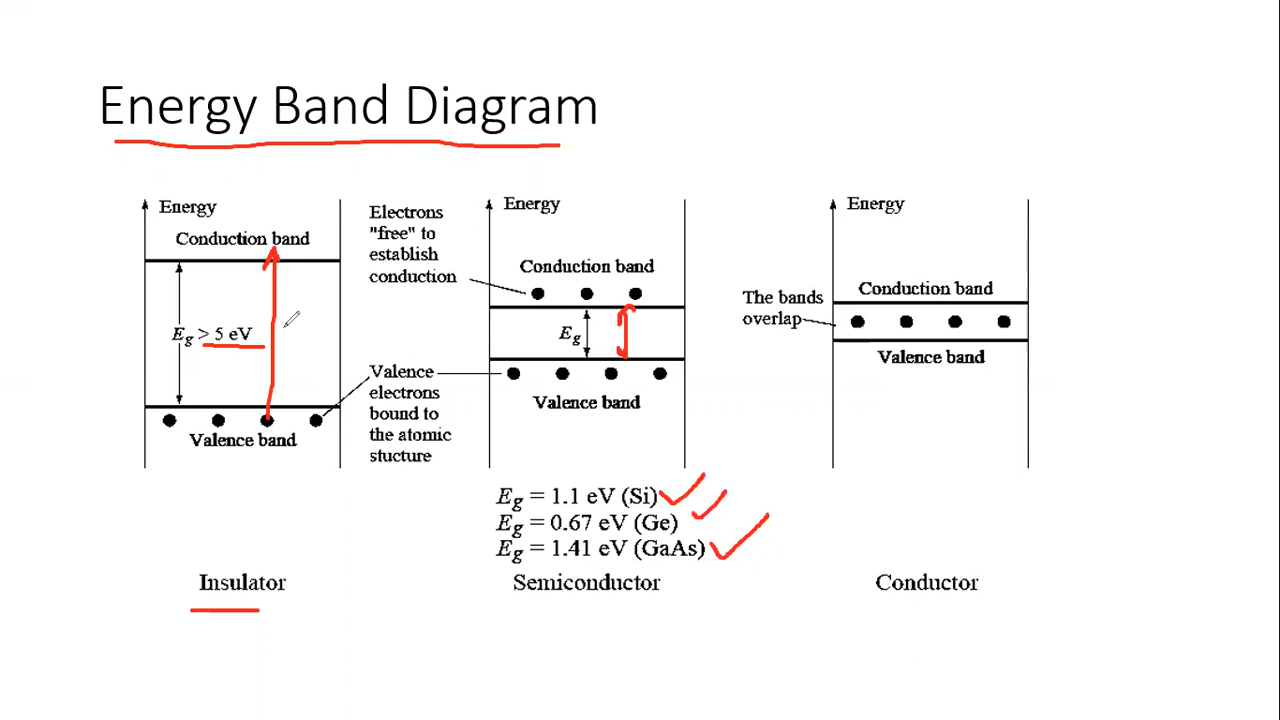 Energy Band Diagram
Energy
Conduction band
Eg > 5 eV
Valence band
Electrons
"free" to
establish
conduction
Valence
electrons
bound to
the atomic
stucture
Energy
Conduction band
Eg
Valence band
Eg = 1.1 eV (Si)
Eg = 0.67 eV (Ge)
Eg = 1.41 eV (GaAs)
The bands
overlap
Energy
Conduction band
Valence band
Insulator
Semiconductor
Conductor